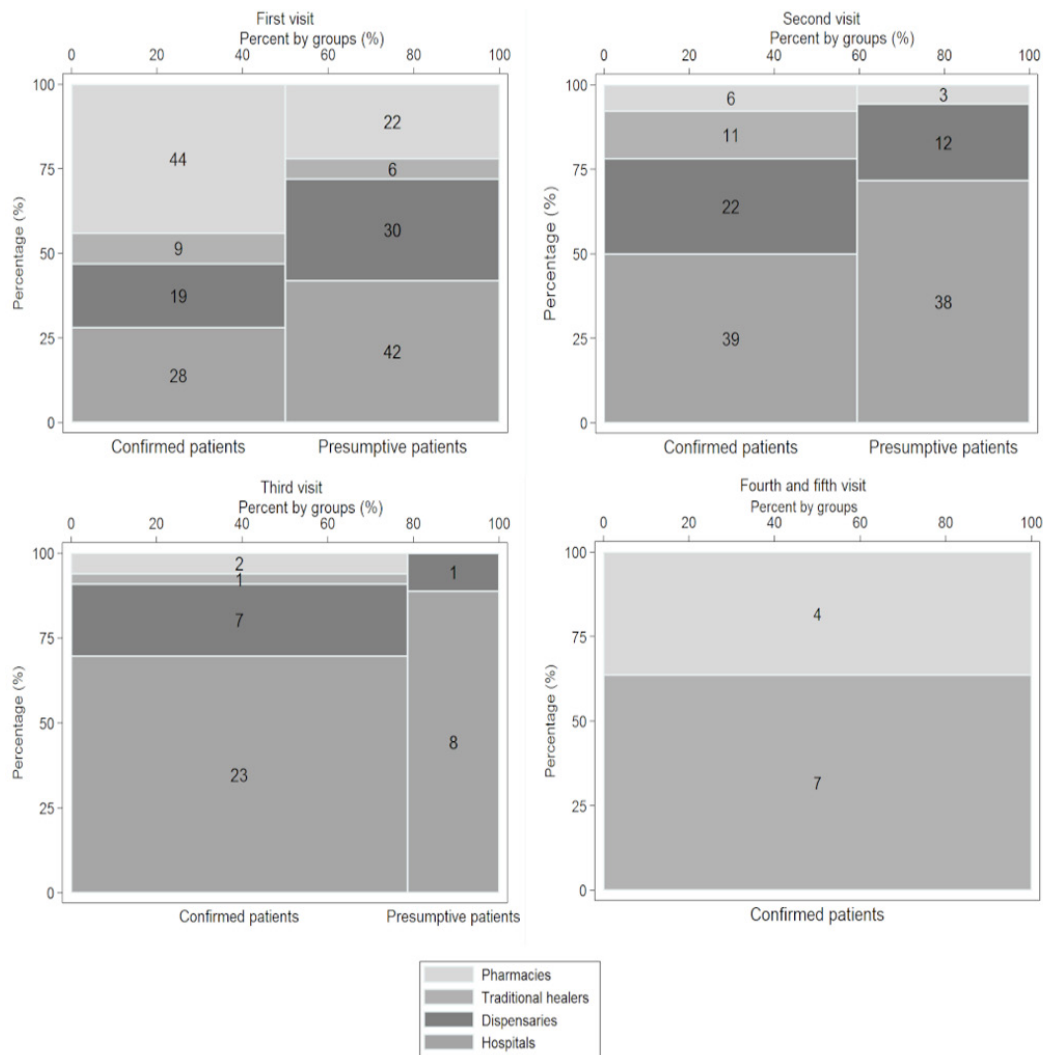 First visit
Percent by groups (%)
0 20 40 60 80 100
Percentage (%)
100
75
50
25
0
44
9
19
28
22
6
30
42
Confirmed patients
Presumptive patients
Second visit
Percent by groups (%)
0 20 40 60 80 100
Percentage (%)
100
75
50
25
0
6
11
22
39
3
12
38
Confirmed patients
Presumptive patients
Third visit
Percent by groups (%)
0 20 40 60 80 100
Percentage (%)
100
75
50
25
0
2
1
7
23
1
8
Confirmed patients
Presumptive patients
Fourth and fifth visit
Percent by groups
0 20 40 60 80 100
Percentage (%)
100
75
50
25
0
4
7
Confirmed patients
Pharmacies
Traditional healers
Dispensaries
Hospitals